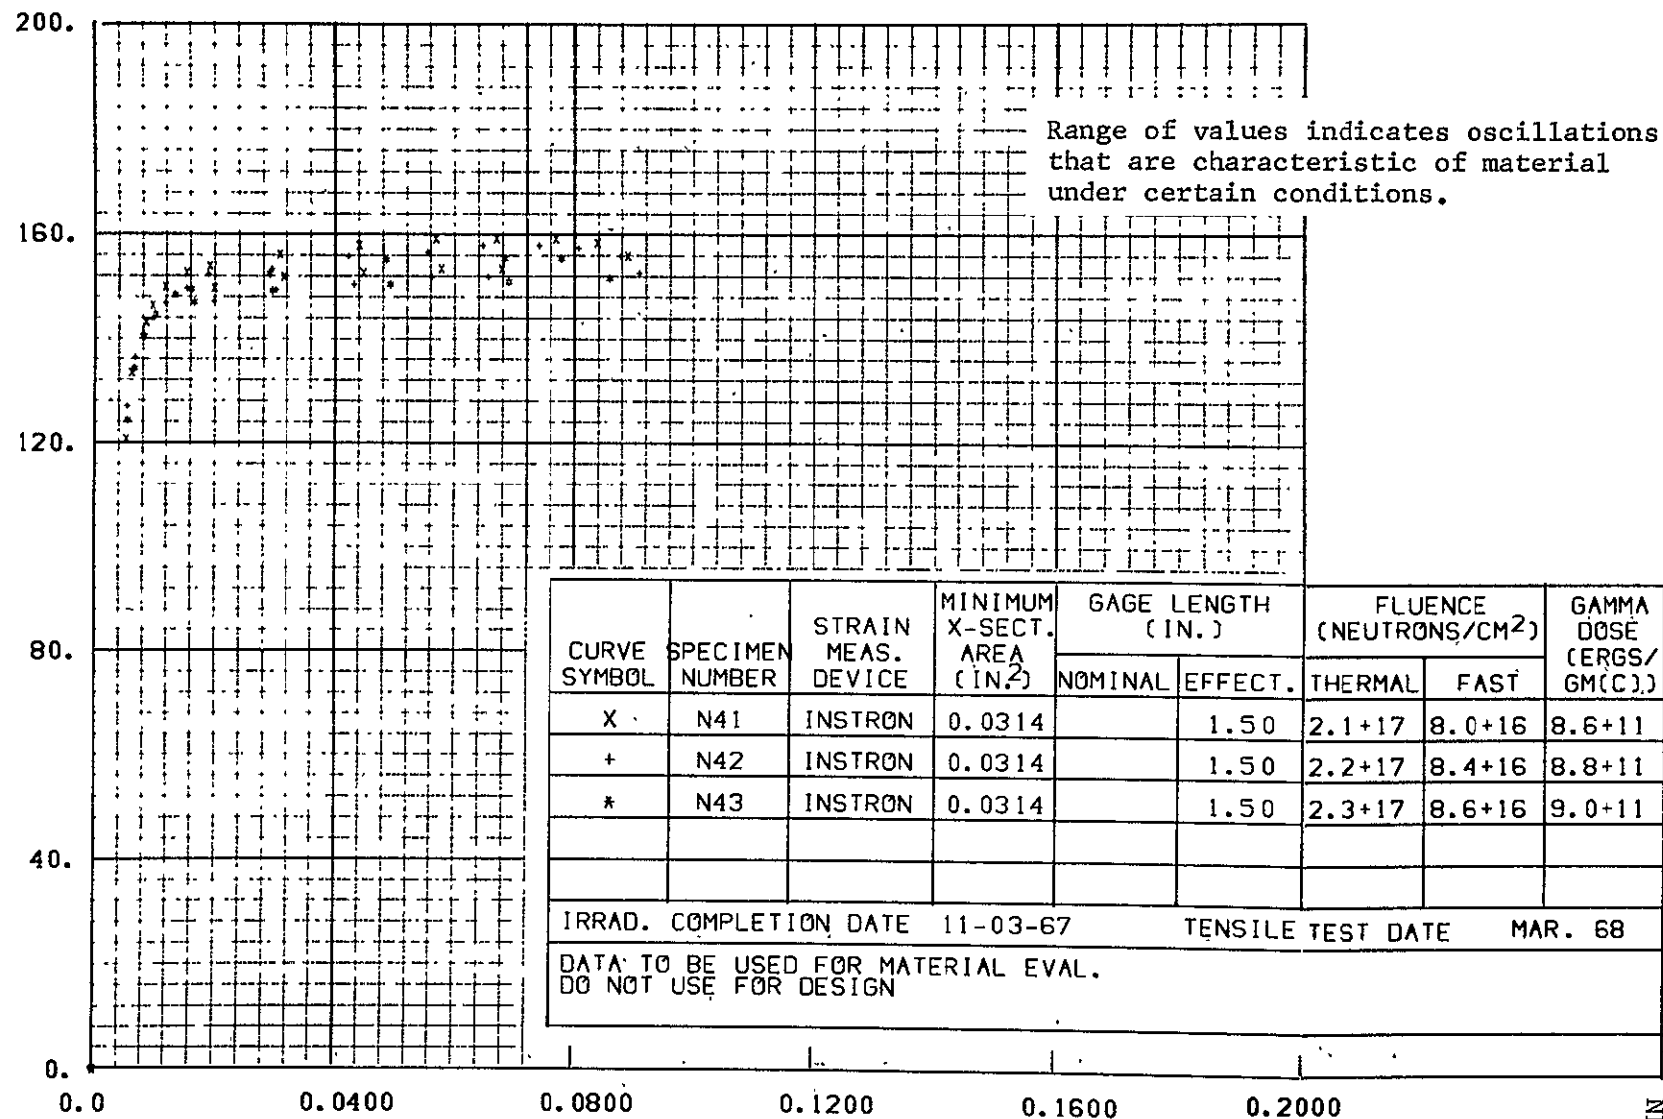 200.
Range of values indicates oscillations
that are characteristic of material
under certain conditions.
160.
120.
80.
40.
0.
0.0 0.0400 0.0800 0.1200 0.1600 0.2000
CURVE SYMBOL SPECIMEN NUMBER STRAIN MEAS. DEVICE MINIMUM X-SECT. AREA (IN.2) GAGE LENGTH (IN.) FLUENCE (NEUTRONS/CM2) GAMMA DOSE (ERGS/GM(C))
NOMINAL EFFECT. THERMAL FAST
X N41 INSTRON 0.0314 1.50 2.1+17 8.0+16 8.6+11
+ N42 INSTRON 0.0314 1.50 2.2+17 8.4+16 8.8+11
* N43 INSTRON 0.0314 1.50 2.3+17 8.6+16 9.0+11
IRRAD. COMPLETION DATE 11-03-67 TENSILE TEST DATE MAR. 68
DATA TO BE USED FOR MATERIAL EVAL.
DO NOT USE FOR DESIGN